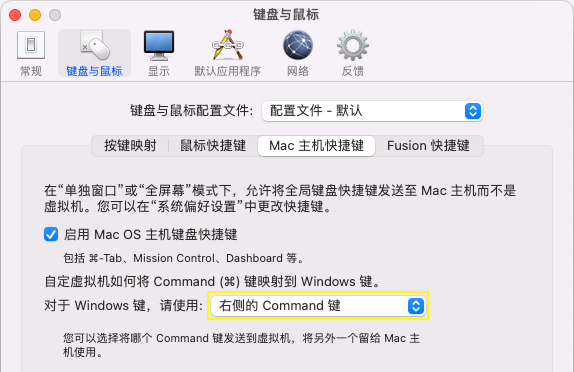 键盘与鼠标
常规
键盘与鼠标
显示
默认应用程序
网络
反馈
键盘与鼠标配置文件: 配置文件 – 默认
按键映射 鼠标快捷键 Mac 主机快捷键 Fusion 快捷键
在“单独窗口”或“全屏幕”模式下，允许将全局键盘快捷键发送至 Mac 主机而不是
虚拟机。您可以在“系统偏好设置”中更改快捷键。
启用 Mac OS 主机键盘快捷键
包括 ⌘-Tab、Mission Control、Dashboard 等。
自定虚拟机如何将 Command (⌘) 键映射到 Windows 键。
对于 Windows 键，请使用: 右侧的 Command 键
您可以选择将哪个 Command 键发送到虚拟机，将另外一个留给 Mac 主
机使用。